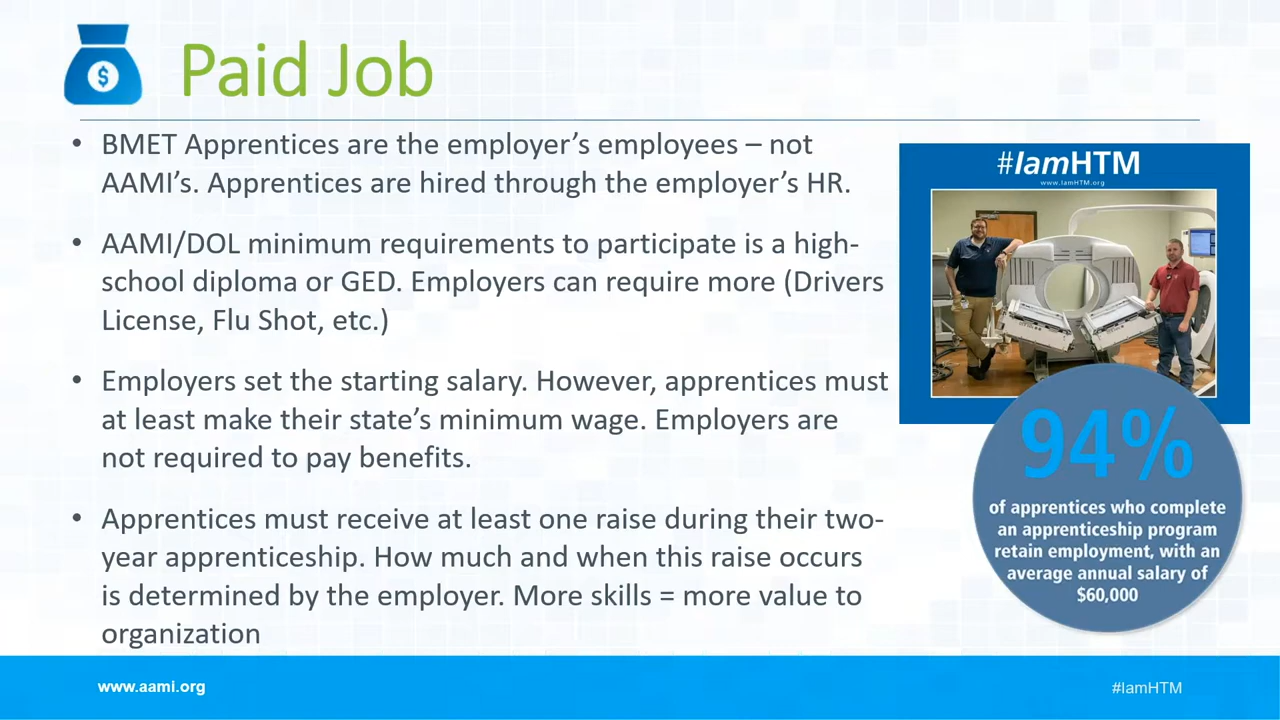 $
Paid Job
• BMET Apprentices are the employer’s employees – not
AAMI’s. Apprentices are hired through the employer’s HR.
• AAMI/DOL minimum requirements to participate is a high-
school diploma or GED. Employers can require more (Drivers
License, Flu Shot, etc.)
• Employers set the starting salary. However, apprentices must
at least make their state’s minimum wage. Employers are
not required to pay benefits.
• Apprentices must receive at least one raise during their two-
year apprenticeship. How much and when this raise occurs
is determined by the employer. More skills = more value to
organization
#IamHTM
www.IamHTM.org
94%
of apprentices who complete
an apprenticeship program
retain employment, with an
average annual salary of
$60,000
www.aami.org
#IamHTM